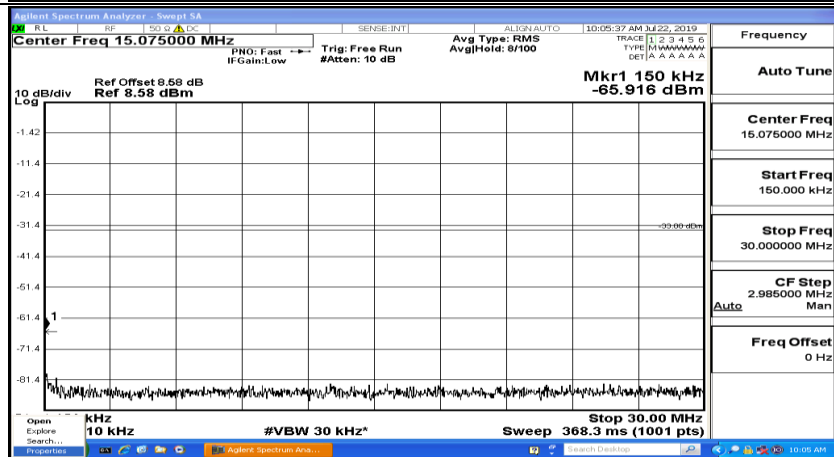 Agilent Spectrum Analyzer - Swept SA
LXI RL RF 50 Ω DC SENSE:INT ALIGN AUTO 10:05:37 AM Jul 22, 2019
Center Freq 15.075000 MHz
PNO: Fast
IFGain:Low
Trig: Free Run
#Atten: 10 dB
Avg Type: RMS
Avg|Hold: 8/100
TRACE 1 2 3 4 5 6
TYPE M W W W W W
DET A A A A A A
Ref Offset 8.58 dB
Ref 8.58 dBm
10 dB/div
Log
Mkr1 150 kHz
-65.916 dBm
-1.42
-11.4
-21.4
-31.4
-33.00 dBm
-41.4
-51.4
-61.4
1
-71.4
-81.4
kHz
Stop 30.00 MHz
10 kHz
#VBW 30 kHz*
Sweep 368.3 ms (1001 pts)
Frequency
Auto Tune
Center Freq
15.075000 MHz
Start Freq
150.000 kHz
Stop Freq
30.000000 MHz
CF Step
2.985000 MHz
Auto Man
Freq Offset
0 Hz
Open
Explore
Search...
Properties
Agilent Spectrum Ana...
Search Desktop
10:05 AM